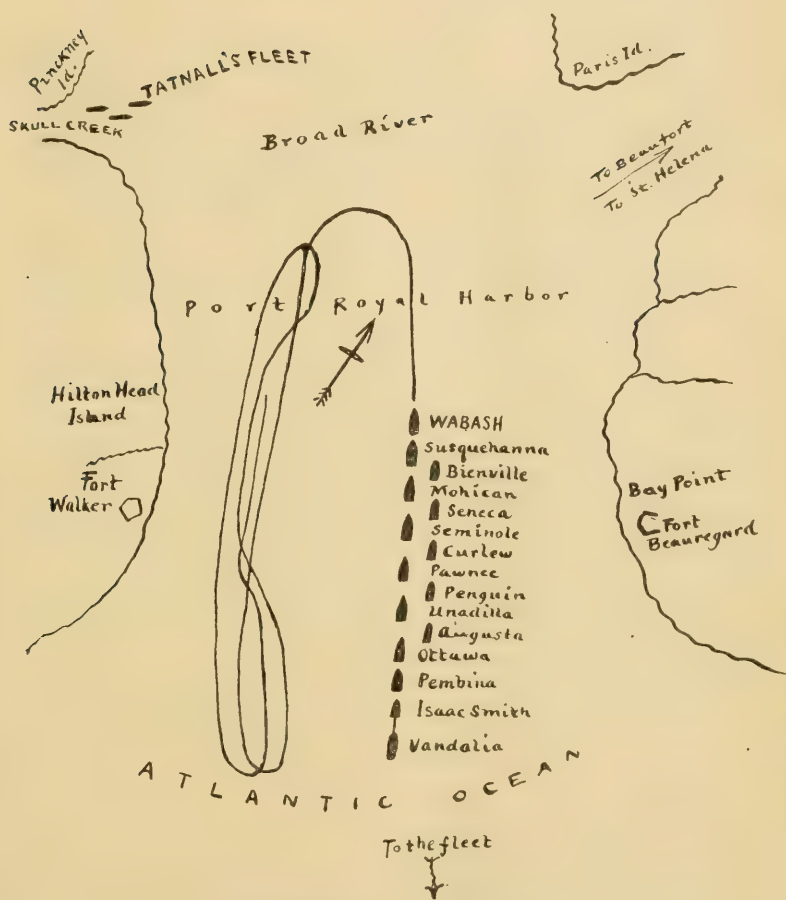 Pinckney
Id.
TATNALL'S FLEET
SKULL CREEK
Paris Id.
Broad River
To Beaufort
To St. Helena
Port Royal Harbor
Hilton Head
Island
WABASH
Susquehanna
Bienville
Mohican
Fort
Walker
Seneca
Seminole
Curlew
Pawnee
Penguin
Unadilla
Augusta
Ottawa
Pembina
Isaac Smith
Vandalia
Bay Point
Fort
Beauregard
ATLANTIC OCEAN
To the fleet